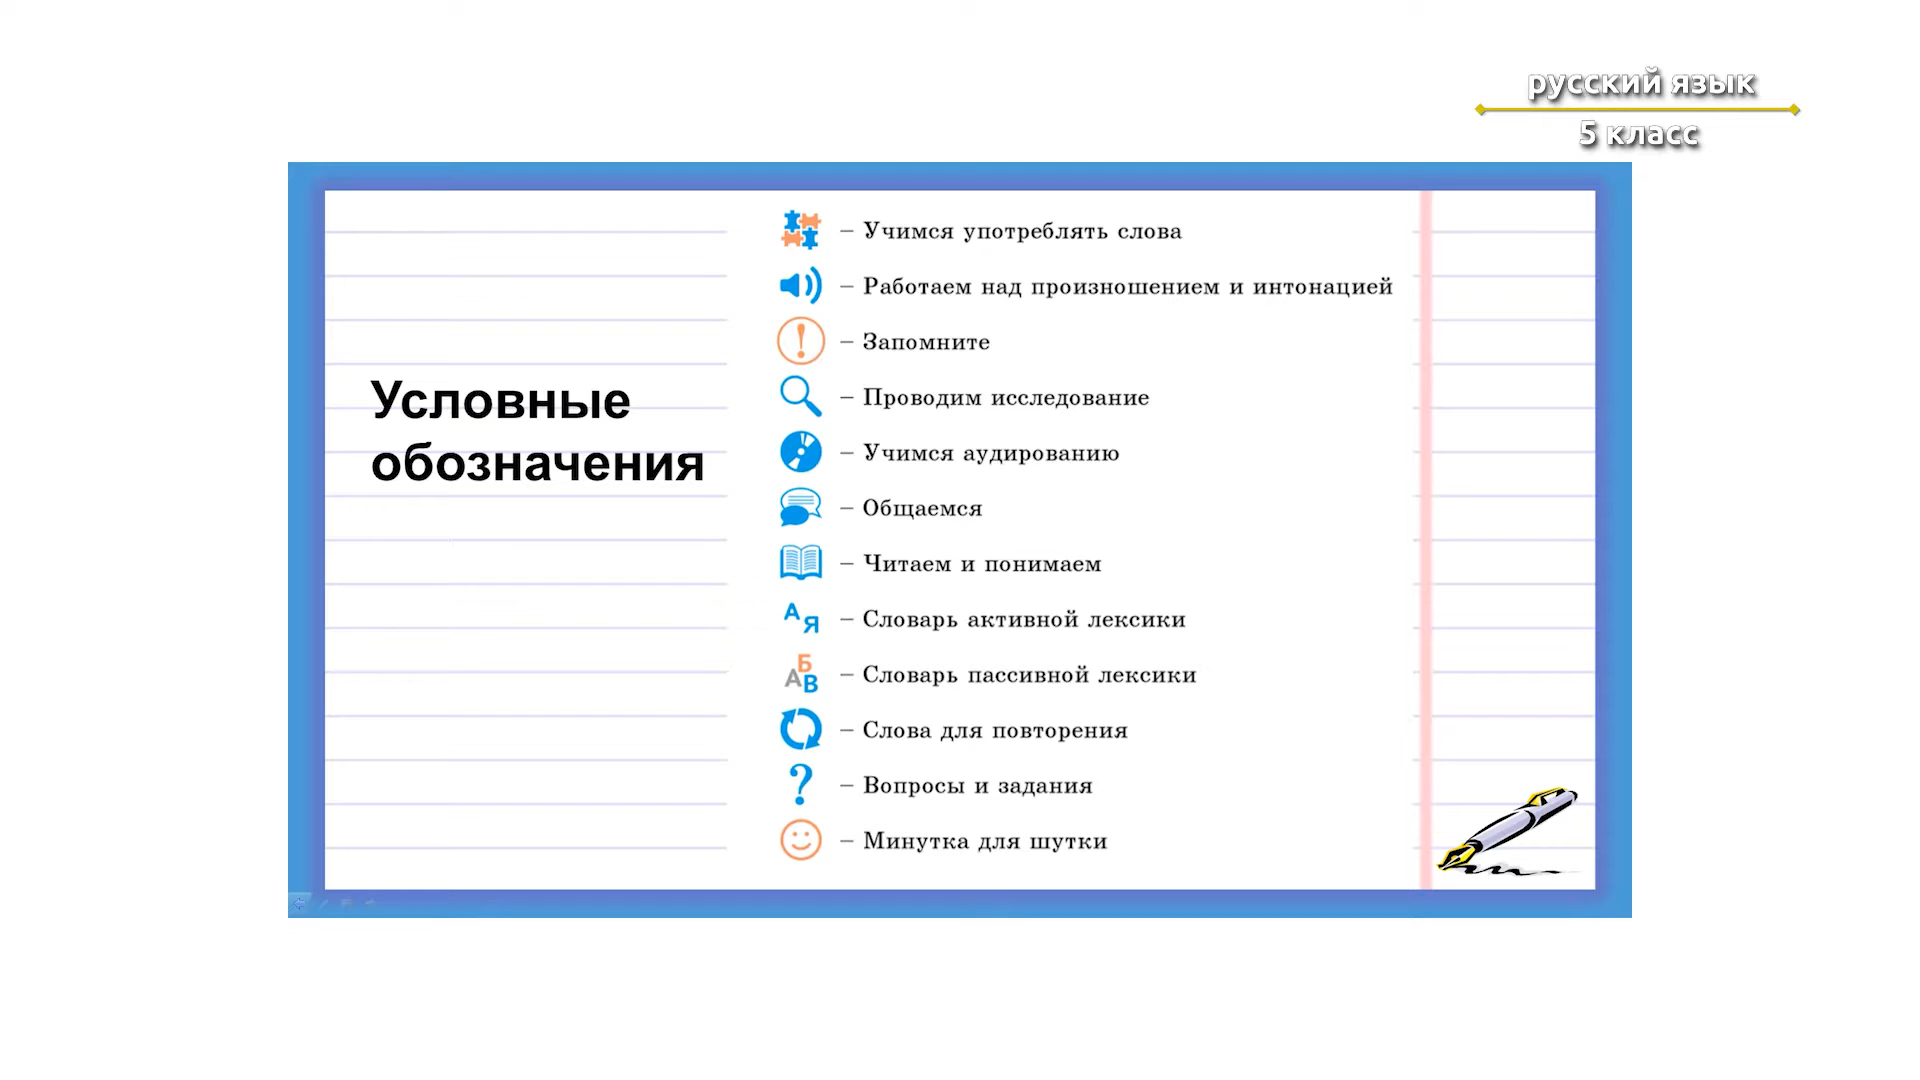 русский язык
5 класс
Условные
обозначения
– Учимся употреблять слова
– Работаем над произношением и интонацией
! – Запомните
– Проводим исследование
– Учимся аудированию
– Общаемся
– Читаем и понимаем
А Я – Словарь активной лексики
А Б В – Словарь пассивной лексики
– Слова для повторения
? – Вопросы и задания
– Минутка для шутки